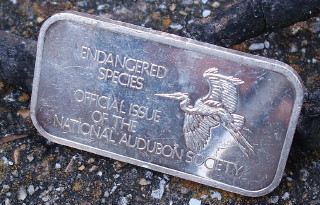 ENDANGERED
SPECIES
OFFICIAL ISSUE
OF THE
NATIONAL AUDUBON SOCIETY